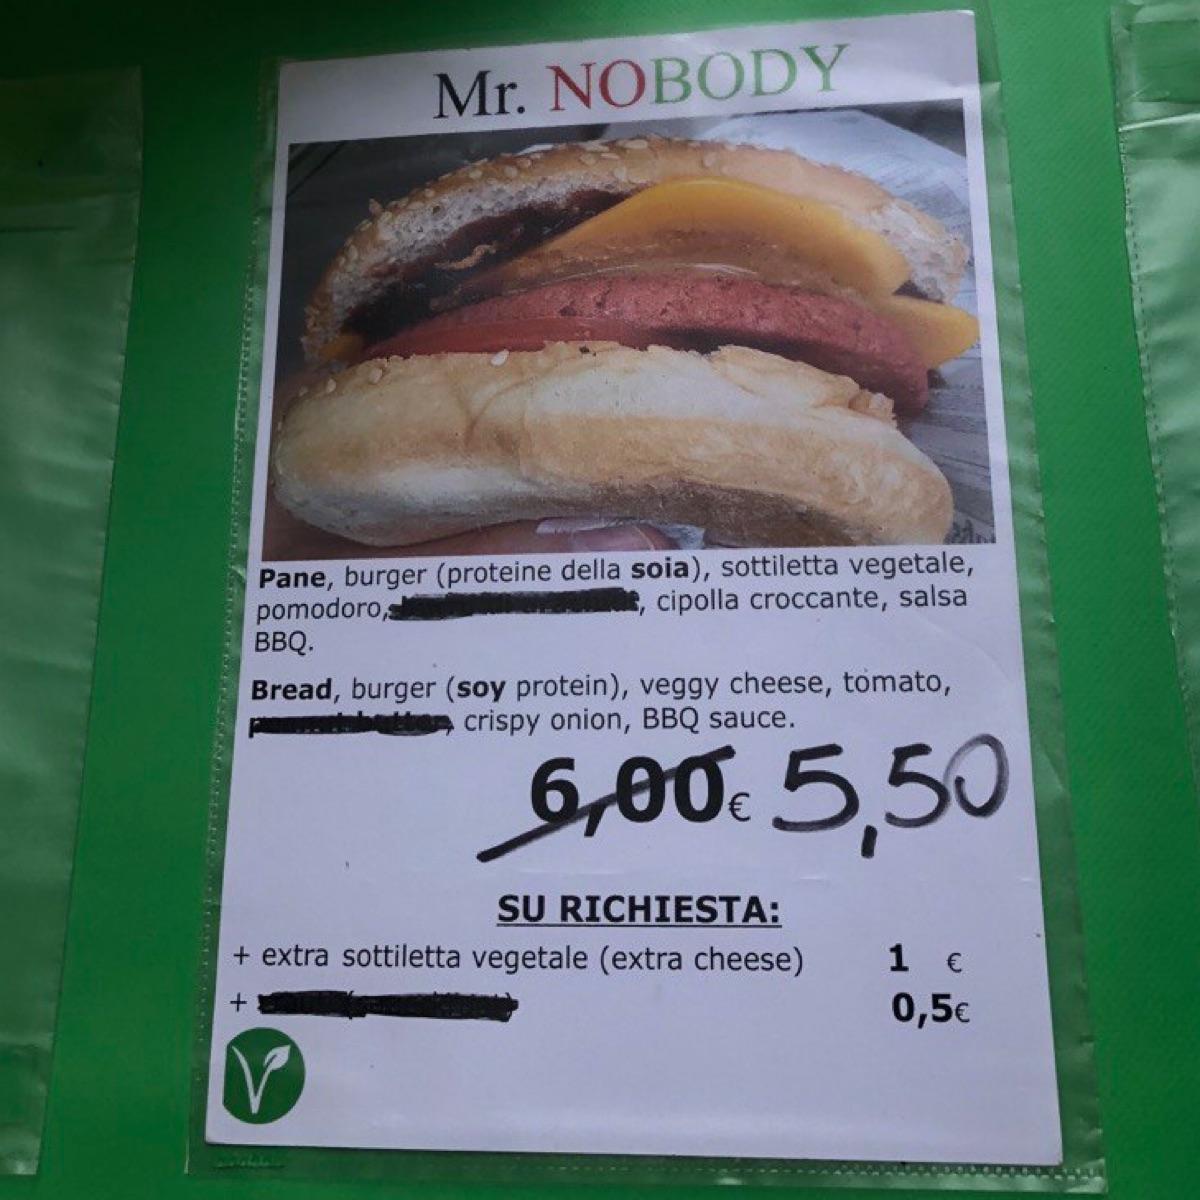 Mr. NOBODY
Pane, burger (proteine della soia), sottiletta vegetale,
pomodoro, , cipolla croccante, salsa
BBQ.
Bread, burger (soy protein), veggy cheese, tomato,
, crispy onion, BBQ sauce.
6,00€ 5,50
SU RICHIESTA:
+ extra sottiletta vegetale (extra cheese) 1 €
+ 0,5€